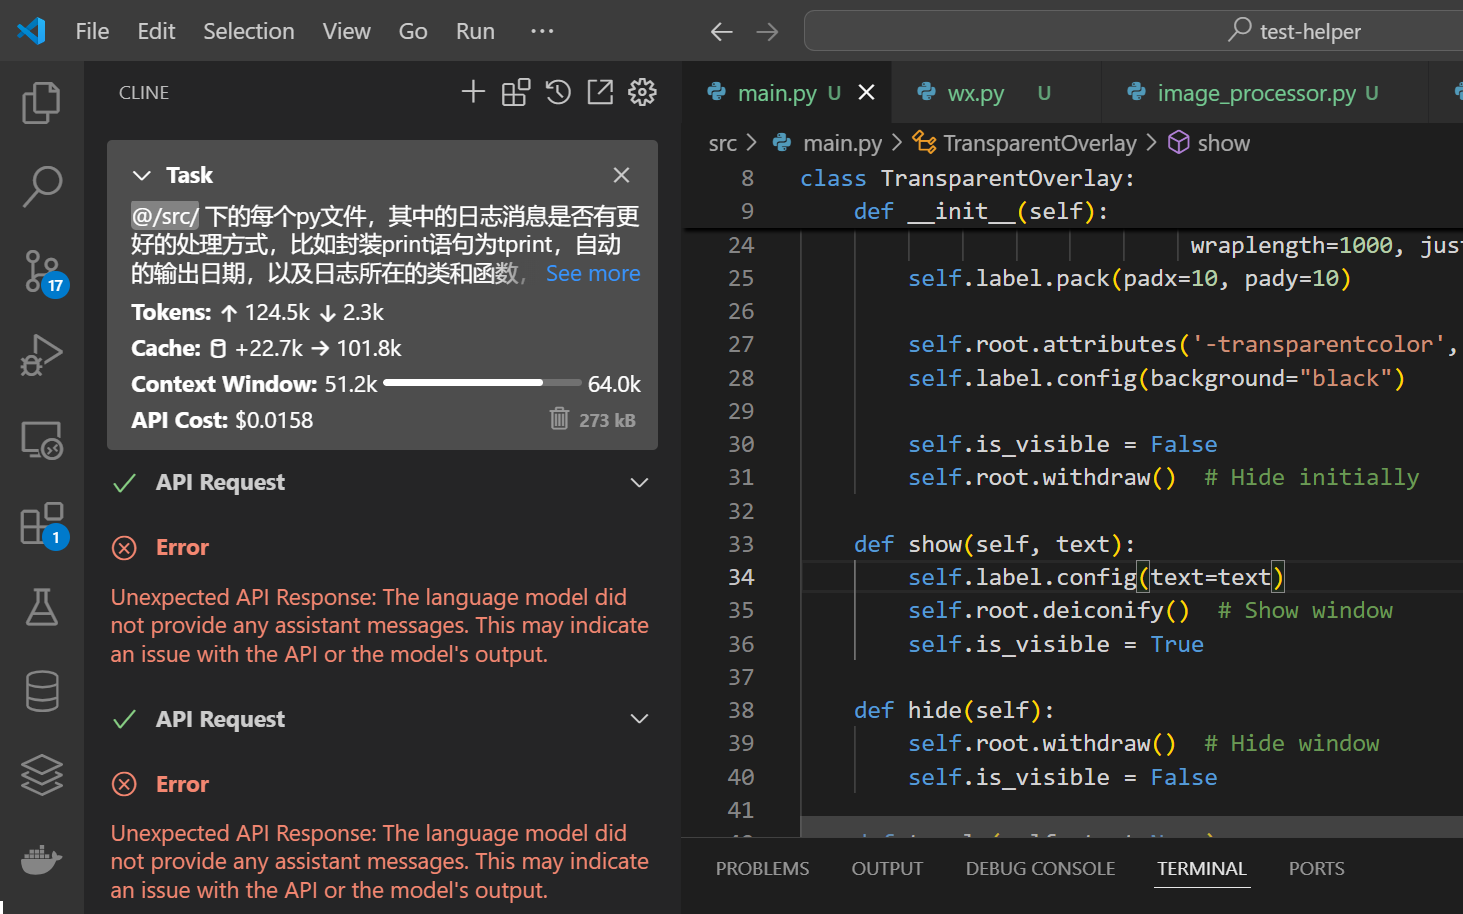 File Edit Selection View Go Run ···
test-helper
CLINE
Task
@/src/ 下的每个py文件，其中的日志消息是否有更
好的处理方式，比如封装print语句为tprint，自动
的输出日期，以及日志所在的类和函数， See more
Tokens: ↑ 124.5k ↓ 2.3k
Cache: +22.7k → 101.8k
Context Window: 51.2k 64.0k
API Cost: $0.0158 273 kB
API Request
Error
Unexpected API Response: The language model did
not provide any assistant messages. This may indicate
an issue with the API or the model's output.
API Request
Error
Unexpected API Response: The language model did
not provide any assistant messages. This may indicate
an issue with the API or the model's output.
17
1
main.py U
wx.py U
image_processor.py U
src > main.py > TransparentOverlay > show
8 class TransparentOverlay:
9 def __init__(self):
24 wraplength=1000, jus
25 self.label.pack(padx=10, pady=10)
26
27 self.root.attributes('-transparentcolor',
28 self.label.config(background="black")
29
30 self.is_visible = False
31 self.root.withdraw() # Hide initially
32
33 def show(self, text):
34 self.label.config(text=text)
35 self.root.deiconify() # Show window
36 self.is_visible = True
37
38 def hide(self):
39 self.root.withdraw() # Hide window
40 self.is_visible = False
41
PROBLEMS OUTPUT DEBUG CONSOLE TERMINAL PORTS